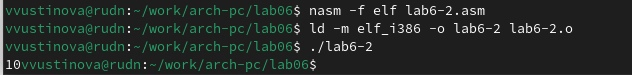 vvustinova@rudn:~/work/arch-pc/lab06$ nasm -f elf lab6-2.asm
vvustinova@rudn:~/work/arch-pc/lab06$ ld -m elf_i386 -o lab6-2 lab6-2.o
vvustinova@rudn:~/work/arch-pc/lab06$ ./lab6-2
10vvustinova@rudn:~/work/arch-pc/lab06$